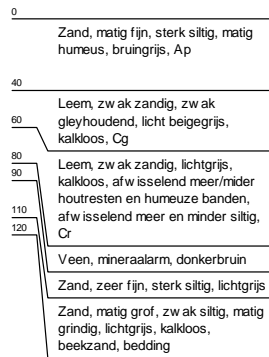 0
Zand, matig fijn, sterk siltig, matig
humeus, bruingrijs, Ap
40
Leem, zwak zandig, zwak
gleyhoudend, licht beigegrijs,
kalkloos, Cg
60
Leem, zwak zandig, lichtgrijs,
kalkloos, afwisselend meer/mider
houtresten en humeuze banden,
afwisselend meer en minder siltig,
Cr
80
Veen, mineraalarm, donkerbruin
90
Zand, zeer fijn, sterk siltig, lichtgrijs
110
Zand, matig grof, zwak siltig, matig
grindig, lichtgrijs, kalkloos,
beekzand, bedding
120